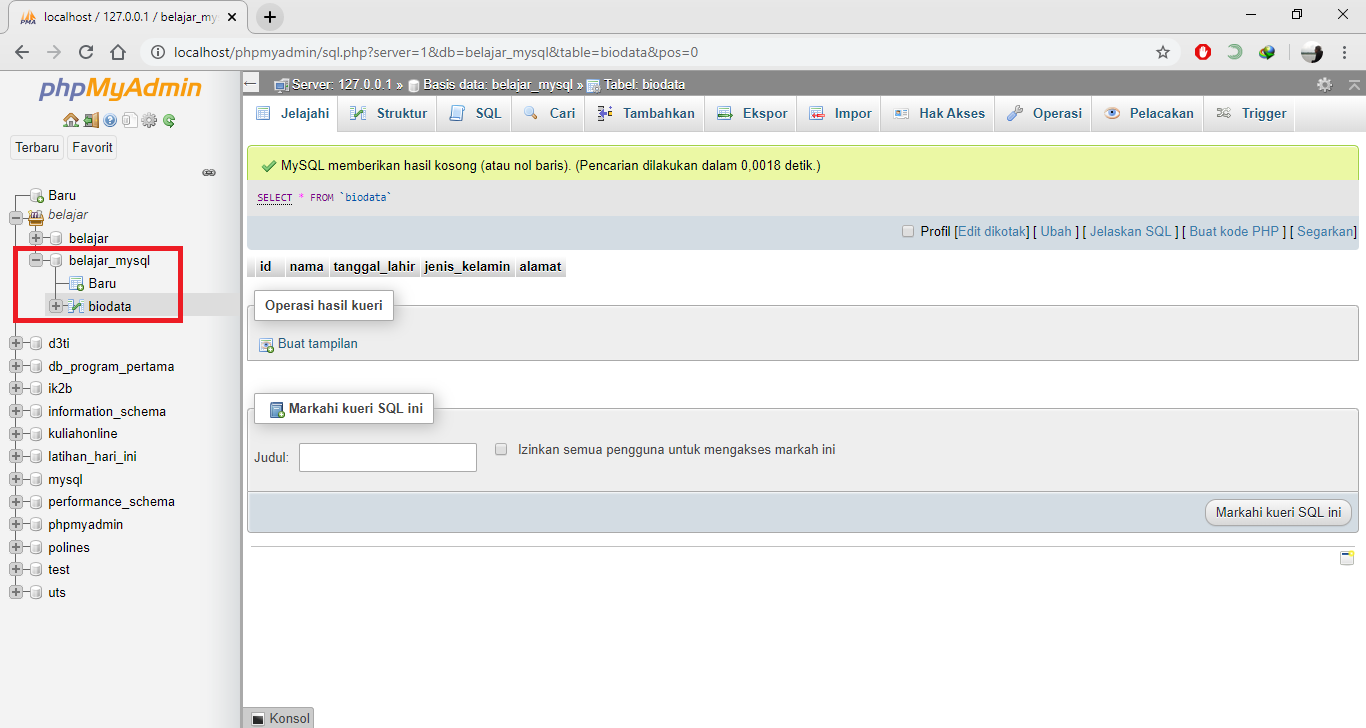 localhost / 127.0.0.1 / belajar_my
localhost/phpmyadmin/sql.php?server=1&db=belajar_mysql&table=biodata&pos=0
phpMyAdmin
Terbaru Favorit
Baru
belajar
belajar
belajar_mysql
Baru
biodata
d3ti
db_program_pertama
ik2b
information_schema
kuliahonline
latihan_hari_ini
mysql
performance_schema
phpmyadmin
polines
test
uts
Server: 127.0.0.1 » Basis data: belajar_mysql » Tabel: biodata
Jelajahi Struktur SQL Cari Tambahkan Ekspor Impor Hak Akses Operasi Pelacakan Trigger
MySQL memberikan hasil kosong (atau nol baris). (Pencarian dilakukan dalam 0,0018 detik.)
SELECT * FROM `biodata`
Profil [Edit dikotak] [ Ubah ] [ Jelaskan SQL ] [ Buat kode PHP ] [ Segarkan]
id nama tanggal_lahir jenis_kelamin alamat
Operasi hasil kueri
Buat tampilan
Markahi kueri SQL ini
Judul: Izinkan semua pengguna untuk mengakses markah ini
Markahi kueri SQL ini
Konsol